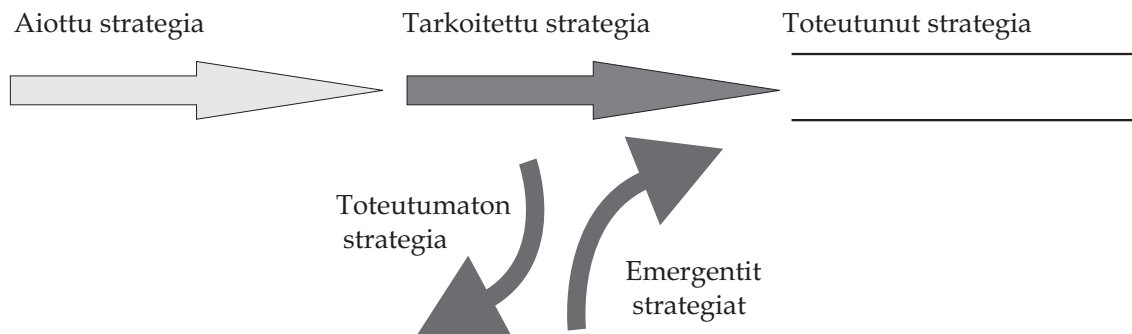 Aiottu strategia
Tarkoitettu strategia
Toteutunut strategia
Toteutumaton
strategia
Emergentit
strategiat